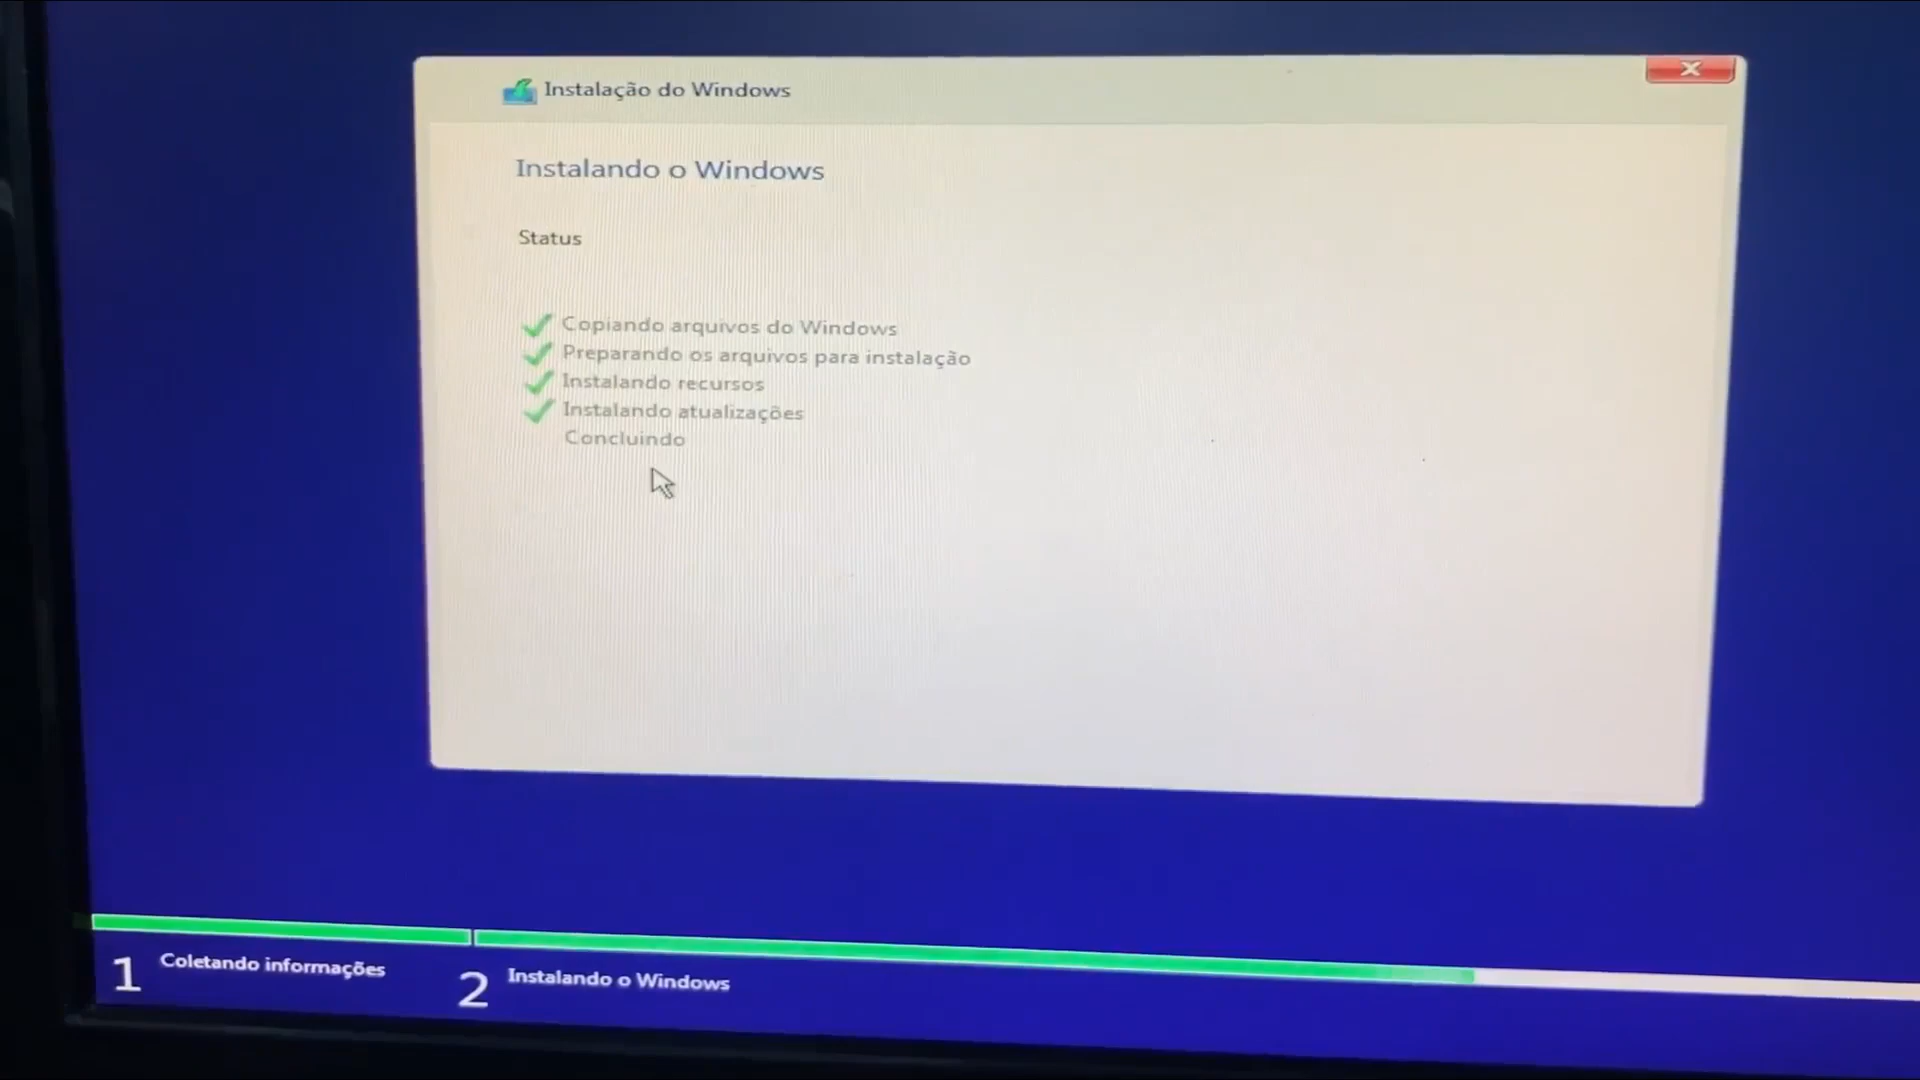 Instalação do Windows
Instalando o Windows
Status
Copiando arquivos do Windows
Preparando os arquivos para instalação
Instalando recursos
Instalando atualizações
Concluindo
1 Coletando informações
2 Instalando o Windows